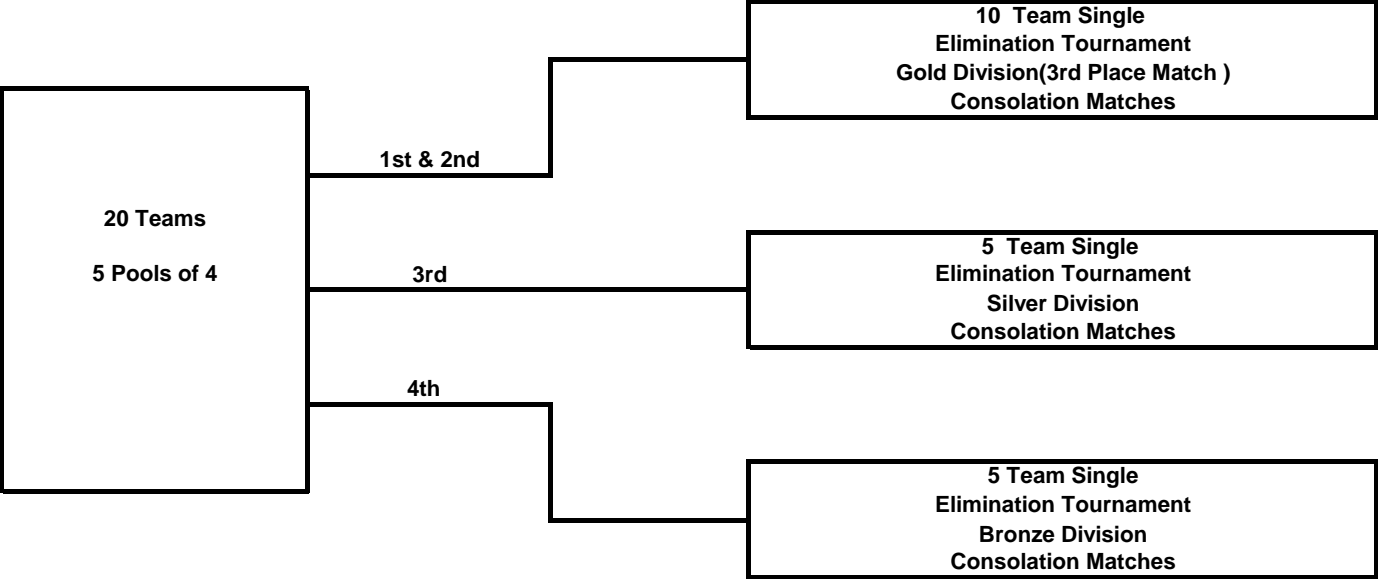 20 Teams
5 Pools of 4
1st & 2nd
3rd
4th
10  Team Single
Elimination Tournament
Gold Division(3rd Place Match )
Consolation Matches
5  Team Single
Elimination Tournament
Silver Division
Consolation Matches
5 Team Single
Elimination Tournament
Bronze Division
Consolation Matches